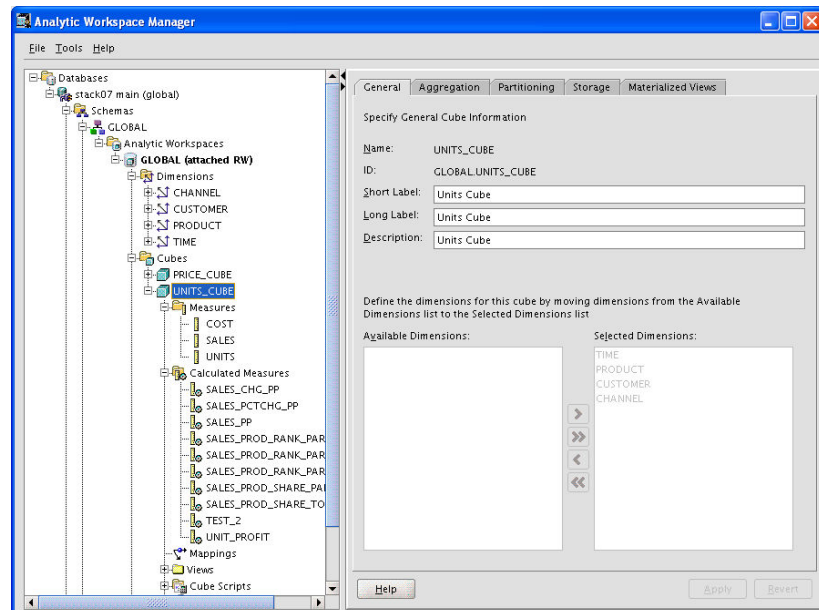 Analytic Workspace Manager
File Tools Help
Databases
stack07 main (global)
Schemas
GLOBAL
Analytic Workspaces
GLOBAL (attached RW)
Dimensions
CHANNEL
CUSTOMER
PRODUCT
TIME
Cubes
PRICE_CUBE
UNITS_CUBE
Measures
COST
SALES
UNITS
Calculated Measures
SALES_CHG_PP
SALES_PCTCHG_PP
SALES_PP
SALES_PROD_RANK_PAR
SALES_PROD_RANK_PAR
SALES_PROD_RANK_PAR
SALES_PROD_SHARE_PAI
SALES_PROD_SHARE_TO
TEST_2
UNIT_PROFIT
Mappings
Views
Cube Scripts
General Aggregation Partitioning Storage Materialized Views
Specify General Cube Information
Name: UNITS_CUBE
ID: GLOBAL.UNITS_CUBE
Short Label: Units Cube
Long Label: Units Cube
Description: Units Cube
Define the dimensions for this cube by moving dimensions from the Available
Dimensions list to the Selected Dimensions list
Available Dimensions: Selected Dimensions:
TIME
PRODUCT
CUSTOMER
CHANNEL
Help Apply Revert